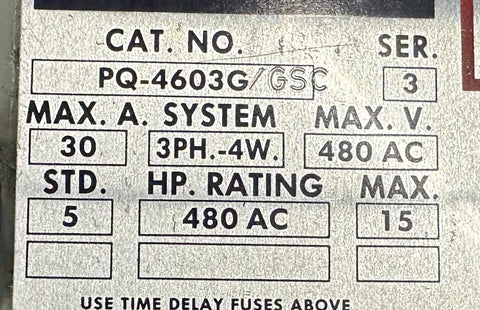 CAT. NO. SER.
PQ-4603G/GSC 3
MAX. A. SYSTEM MAX. V.
30 3PH.-4W. 480 AC
STD. HP. RATING MAX.
5 480 AC 15
USE TIME DELAY FUSES ABOVE